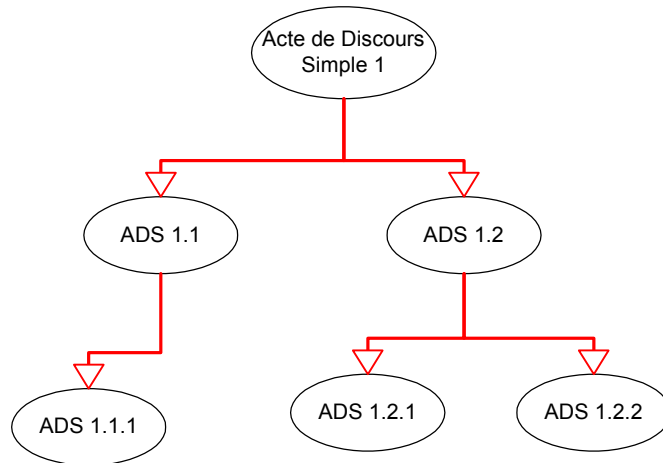 Acte de Discours
Simple 1
ADS 1.1
ADS 1.2
ADS 1.1.1
ADS 1.2.1
ADS 1.2.2